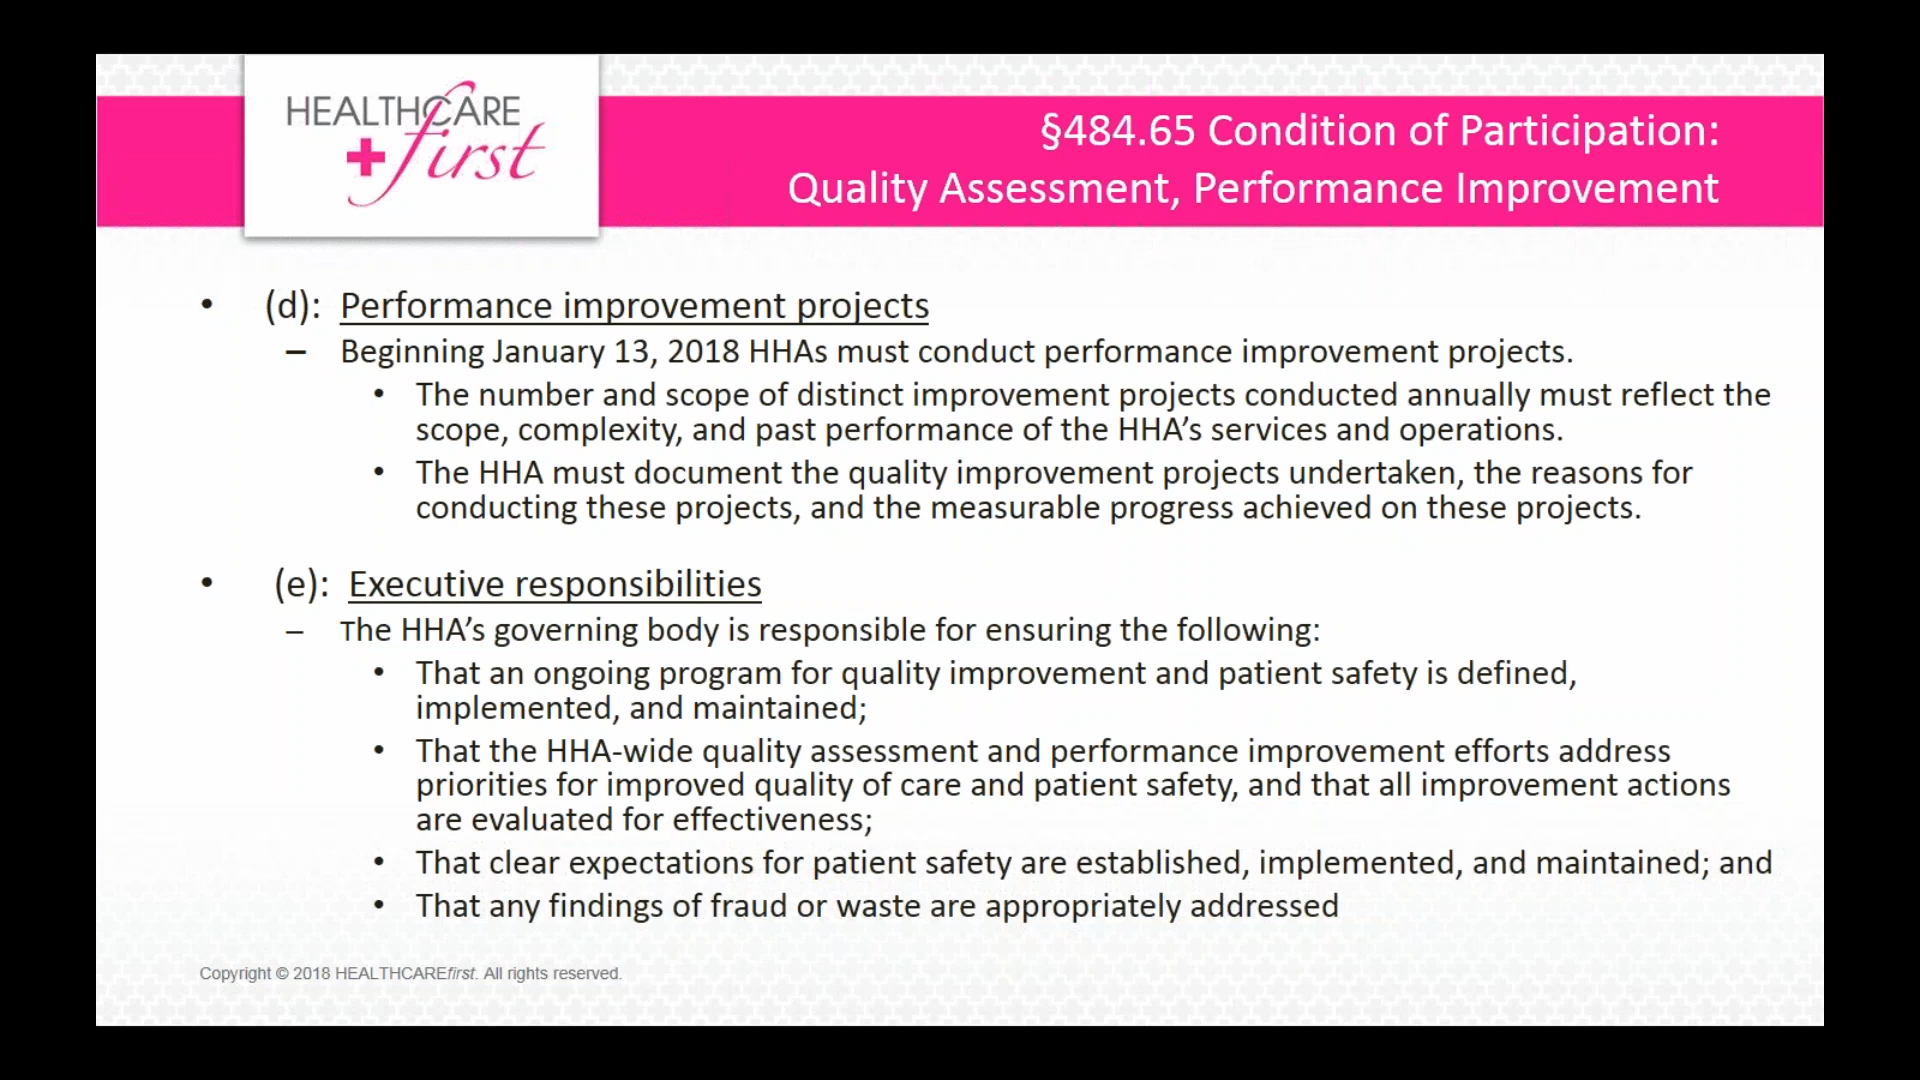 HEALTHCARE
first
§484.65 Condition of Participation:
Quality Assessment, Performance Improvement
• (d): Performance improvement projects
– Beginning January 13, 2018 HHAs must conduct performance improvement projects.
• The number and scope of distinct improvement projects conducted annually must reflect the
scope, complexity, and past performance of the HHA’s services and operations.
• The HHA must document the quality improvement projects undertaken, the reasons for
conducting these projects, and the measurable progress achieved on these projects.
• (e): Executive responsibilities
– The HHA’s governing body is responsible for ensuring the following:
• That an ongoing program for quality improvement and patient safety is defined,
implemented, and maintained;
• That the HHA-wide quality assessment and performance improvement efforts address
priorities for improved quality of care and patient safety, and that all improvement actions
are evaluated for effectiveness;
• That clear expectations for patient safety are established, implemented, and maintained; and
• That any findings of fraud or waste are appropriately addressed
Copyright © 2018 HEALTHCAREfirst. All rights reserved.